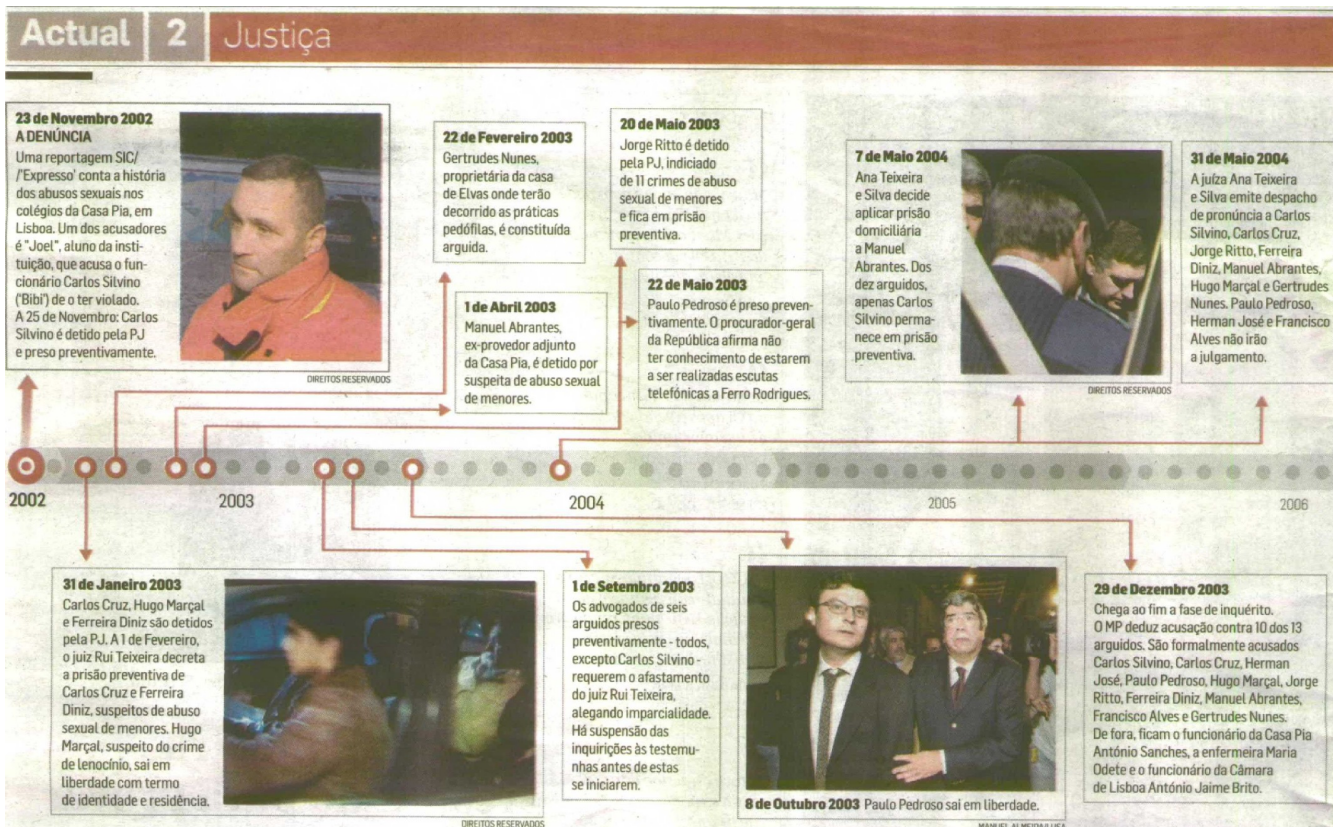 Actual 2 Justiça
23 de Novembro 2002
A DENÚNCIA
Uma reportagem SIC/
/'Expresso' conta a história
dos abusos sexuais nos
colégios da Casa Pia, em
Lisboa. Um dos acusadores
é "Joel", aluno da insti-
tuição, que acusa o fun-
cionário Carlos Silvino
('Bibi') de o ter violado.
A 25 de Novembro: Carlos
Silvino é detido pela PJ
e preso preventivamente.
DIREITOS RESERVADOS
22 de Fevereiro 2003
Gertrudes Nunes,
proprietária da casa
de Elvas onde terão
decorrido as práticas
pedófilas, é constituída
arguida.
1 de Abril 2003
Manuel Abrantes,
ex-provedor adjunto
da Casa Pia, é detido por
suspeita de abuso sexual
de menores.
20 de Maio 2003
Jorge Ritto é detido
pela PJ, indiciado
de 11 crimes de abuso
sexual de menores
e fica em prisão
preventiva.
22 de Maio 2003
Paulo Pedroso é preso preven-
tivamente. O procurador-geral
da República afirma não
ter conhecimento de estarem
a ser realizadas escutas
telefónicas a Ferro Rodrigues.
7 de Maio 2004
Ana Teixeira
e Silva decide
aplicar prisão
domiciliária
a Manuel
Abrantes. Dos
dez arguidos,
apenas Carlos
Silvino perma-
nece em prisão
preventiva.
DIREITOS RESERVADOS
31 de Maio 2004
A juíza Ana Teixeira
e Silva emite despacho
de pronúncia a Carlos
Silvino, Carlos Cruz,
Jorge Ritto, Ferreira
Diniz, Manuel Abrantes,
Hugo Marçal e Gertrudes
Nunes. Paulo Pedroso,
Herman José e Francisco
Alves não irão
a julgamento.
2002 2003 2004 2005 2006
31 de Janeiro 2003
Carlos Cruz, Hugo Marçal
e Ferreira Diniz são detidos
pela PJ. A 1 de Fevereiro,
o juiz Rui Teixeira decreta
a prisão preventiva de
Carlos Cruz e Ferreira
Diniz, suspeitos de abuso
sexual de menores. Hugo
Marçal, suspeito do crime
de lenocínio, sai em
liberdade com termo
de identidade e residência.
DIREITOS RESERVADOS
1 de Setembro 2003
Os advogados de seis
arguidos presos
preventivamente - todos,
excepto Carlos Silvino -
requerem o afastamento
do juiz Rui Teixeira,
alegando imparcialidade.
Há suspensão das
inquirições às testemu-
nhas antes de estas
se iniciarem.
8 de Outubro 2003 Paulo Pedroso sai em liberdade.
MANUEL ALMEIDA/LUSA
29 de Dezembro 2003
Chega ao fim a fase de inquérito.
O MP deduz acusação contra 10 dos 13
arguidos. São formalmente acusados
Carlos Silvino, Carlos Cruz, Herman
José, Paulo Pedroso, Hugo Marçal, Jorge
Ritto, Ferreira Diniz, Manuel Abrantes,
Francisco Alves e Gertrudes Nunes.
De fora, ficam o funcionário da Casa Pia
António Sanches, a enfermeira Maria
Odete e o funcionário da Câmara
de Lisboa António Jaime Brito.